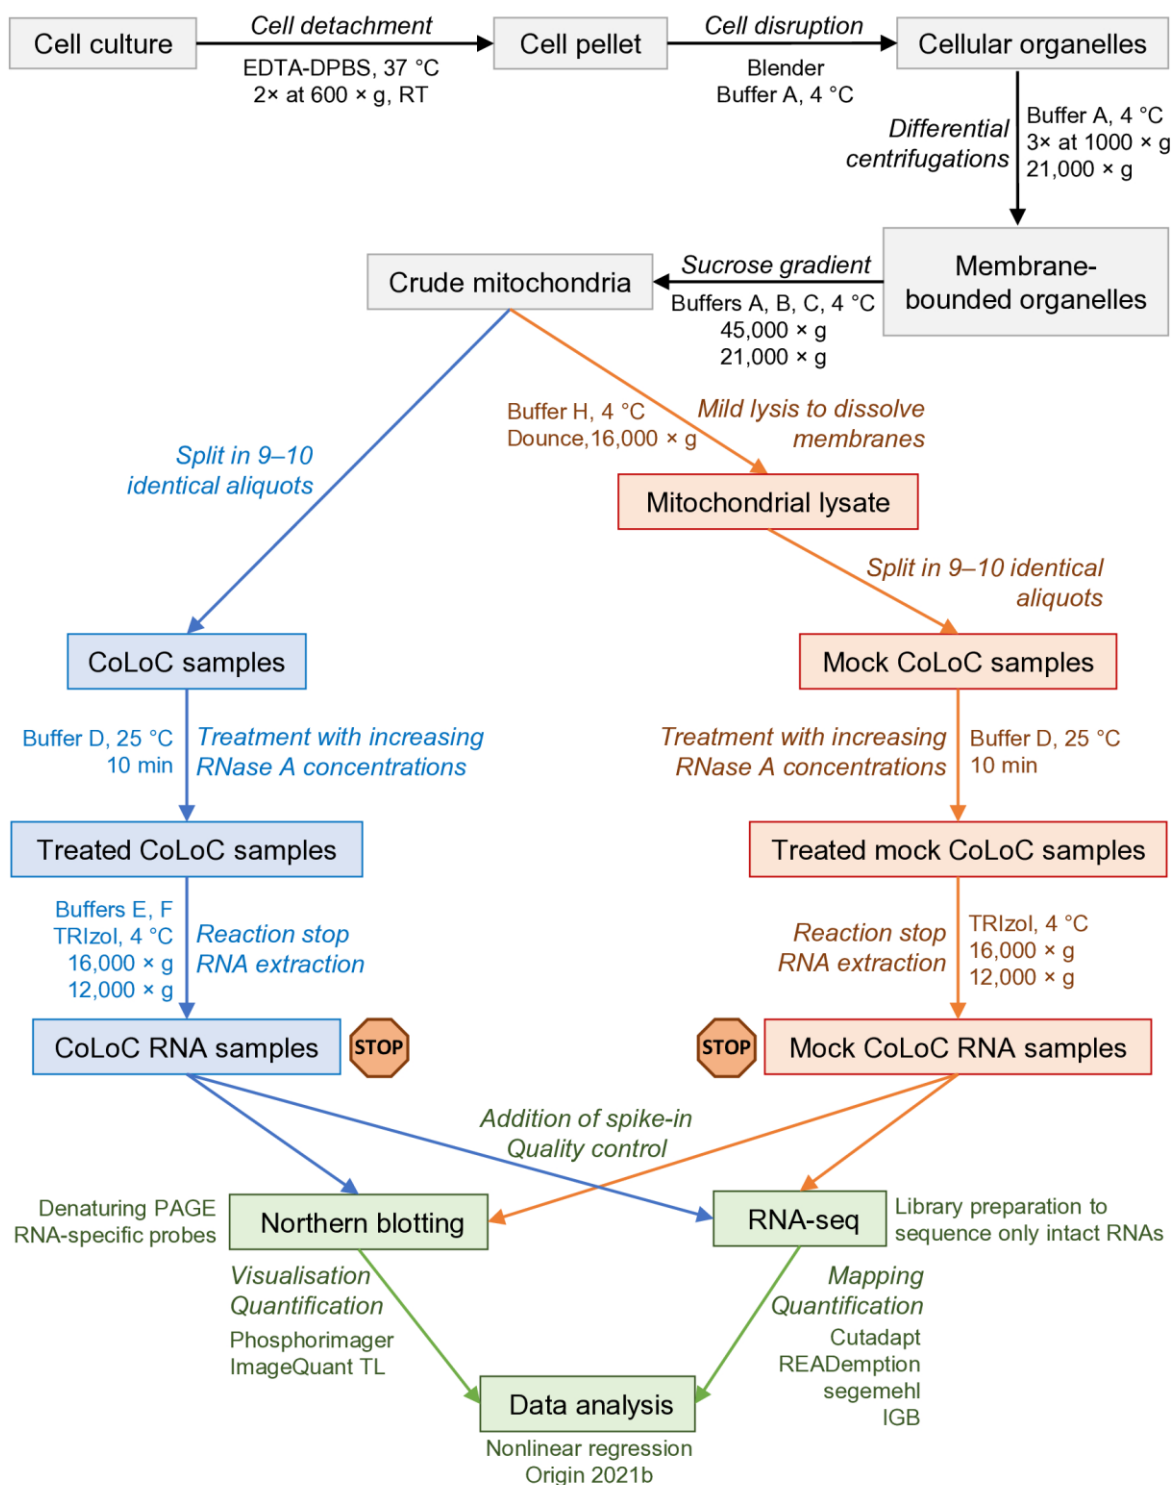 Cell culture
Cell detachment
EDTA-DPBS, 37 °C
2× at 600 × g, RT
Cell pellet
Cell disruption
Blender
Buffer A, 4 °C
Cellular organelles
Differential
centrifugations
Buffer A, 4 °C
3× at 1000 × g
21,000 × g
Membrane-
bounded organelles
Sucrose gradient
Buffers A, B, C, 4 °C
45,000 × g
21,000 × g
Crude mitochondria
Split in 9–10
identical aliquots
Buffer H, 4 °C
Dounce,16,000 × g
Mild lysis to dissolve
membranes
Mitochondrial lysate
Split in 9–10 identical
aliquots
CoLoC samples
Mock CoLoC samples
Buffer D, 25 °C
10 min
Treatment with increasing
RNase A concentrations
Treatment with increasing
RNase A concentrations
Buffer D, 25 °C
10 min
Treated CoLoC samples
Treated mock CoLoC samples
Buffers E, F
TRIzol, 4 °C
16,000 × g
12,000 × g
Reaction stop
RNA extraction
Reaction stop
RNA extraction
TRIzol, 4 °C
16,000 × g
12,000 × g
CoLoC RNA samples
STOP
STOP
Mock CoLoC RNA samples
Addition of spike-in
Quality control
Denaturing PAGE
RNA-specific probes
Northern blotting
RNA-seq
Library preparation to
sequence only intact RNAs
Visualisation
Quantification
Phosphorimager
ImageQuant TL
Mapping
Quantification
Cutadapt
READemption
segemehl
IGB
Data analysis
Nonlinear regression
Origin 2021b